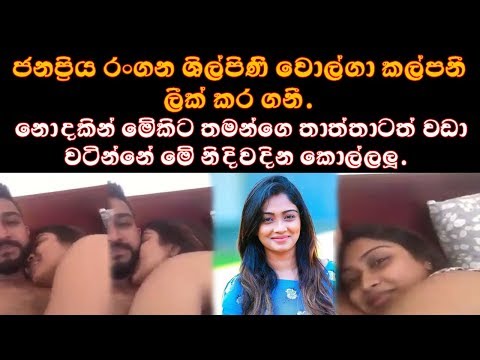 ජනප්‍රිය රංගන ශිල්පිණි වොල්ගා කල්පනී
ලීක් කර ගනී.
නොදකින් මේකිට තමන්ගෙ තාත්තාටත් වඩා
වටින්නේ මේ නිදිවදින කොල්ලලූ.